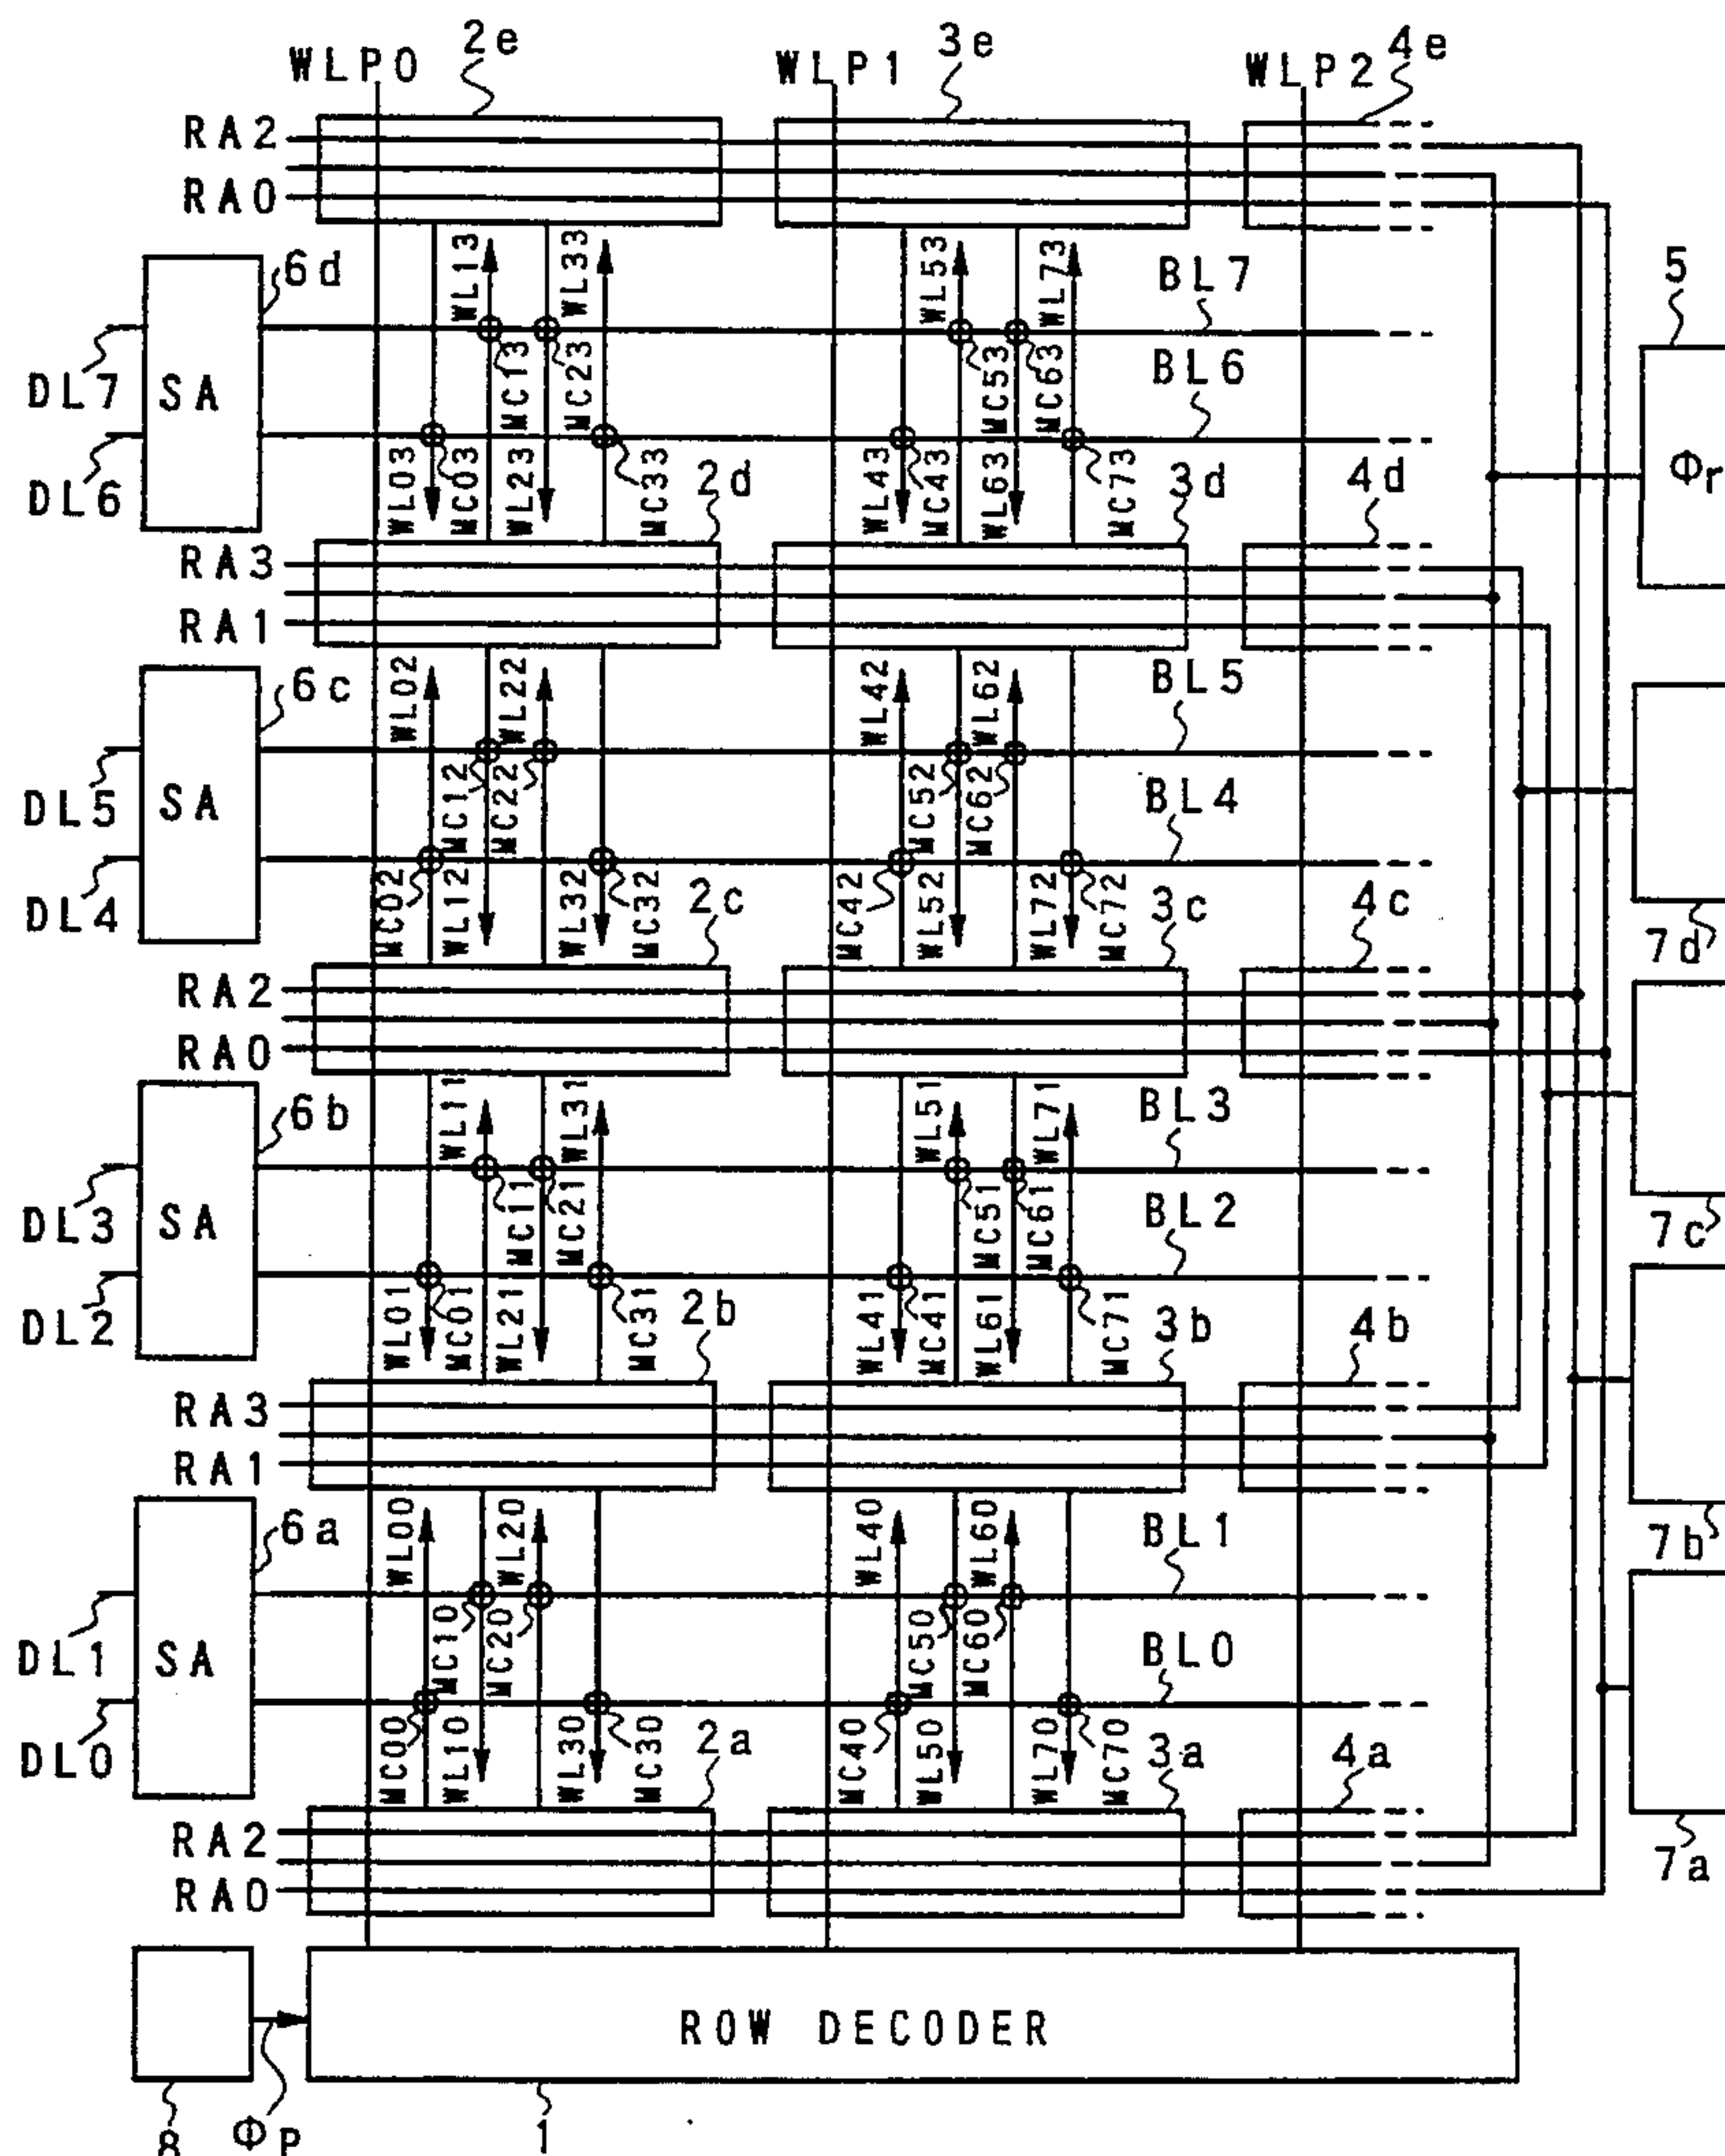 2e 3e 4e
WLP0 WLP1 WLP2
RA2
RA0
WL13 WL33 WL53 WL73
6d BL7 5
SA
DL7 MC13 MC23 MC53 MC63 BL6
DL6 WL03 MC03 WL23 MC33 2d WL43 MC43 WL63 MC73 3d 4d Φr
RA3
RA1
6c WL02 WL22 WL42 WL62 BL5
SA
DL5 MC12 MC22 MC52 MC62 BL4
DL4 MC02 WL12 WL32 MC32 2c MC42 WL52 WL72 MC72 3c 4c 7d
RA2
RA0
6b WL11 WL31 WL51 WL71 BL3
SA
DL3 MC11 MC21 MC51 MC61 BL2 7c
DL2 WL01 MC01 WL21 MC31 2b WL41 MC41 WL61 MC71 3b 4b
RA3
RA1
6a WL00 WL20 WL40 WL60 BL1 7b
SA
DL1 MC10 MC20 MC50 MC60 BL0
DL0 MC00 WL10 WL30 MC30 2a MC40 WL50 WL70 MC70 3a 4a
RA2 7a
RA0
ROW DECODER
8 ΦP 1